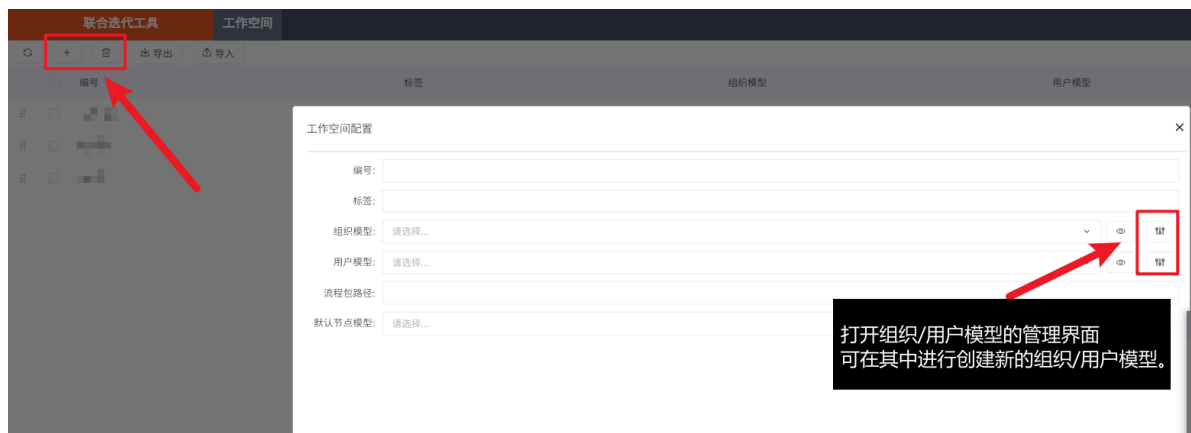 联合迭代工具 工作空间
导出 导入
编号 标签 组织模型 用户模型
工作空间配置
编号:
标签:
组织模型: 请选择...
用户模型: 请选择...
流程包路径:
默认节点模型: 请选择...
打开组织/用户模型的管理界面
可在其中进行创建新的组织/用户模型。